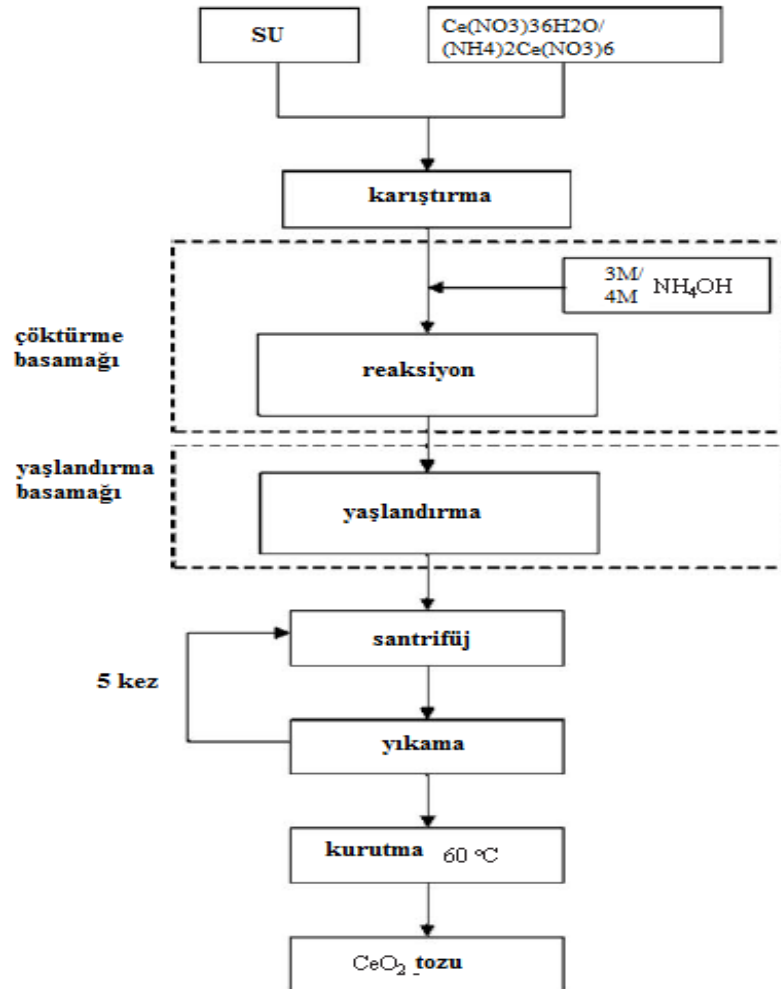 SU
Ce(NO3)36H2O/
(NH4)2Ce(NO3)6
karıştırma
3M/
4M NH₄OH
çöktürme
basamağı
reaksiyon
yaşlandırma
basamağı
yaşlandırma
santrifüj
5 kez
yıkama
kurutma 60 °C
CeO₂ tozu